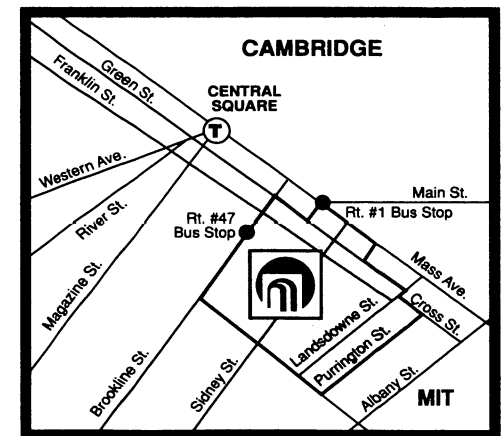 CAMBRIDGE
Green St.
Franklin St.
CENTRAL
SQUARE
T
Western Ave.
River St.
Magazine St.
Main St.
Rt. #1 Bus Stop
Rt. #47
Bus Stop
Mass Ave.
Cross St.
Landsdowne St.
Purrington St.
Albany St.
Brookline St.
Sidney St.
MIT